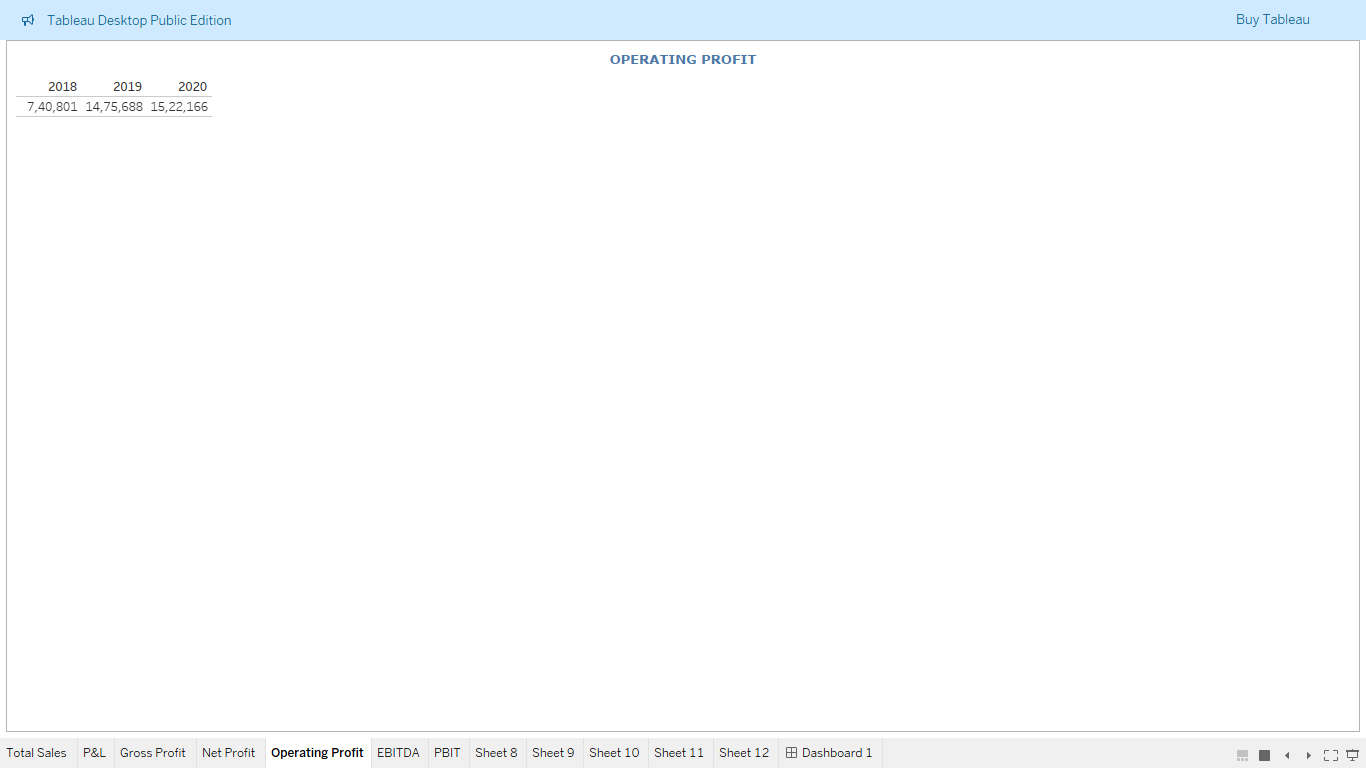 Tableau Desktop Public Edition Buy Tableau
OPERATING PROFIT
2018 2019 2020
7,40,801 14,75,688 15,22,166
Total Sales P&L Gross Profit Net Profit Operating Profit EBITDA PBIT Sheet 8 Sheet 9 Sheet 10 Sheet 11 Sheet 12 Dashboard 1